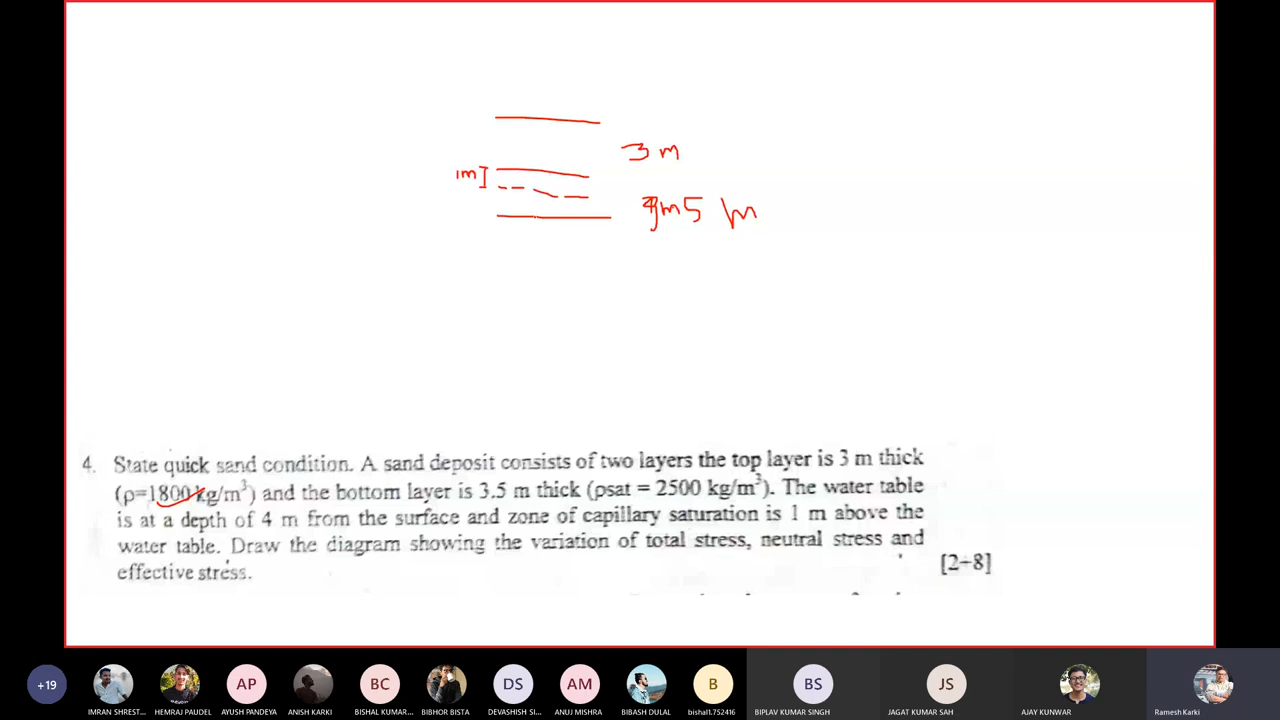 3 m
1m
m5 m
4. State quick sand condition. A sand deposit consists of two layers the top layer is 3 m thick
(ρ=1800 kg/m³) and the bottom layer is 3.5 m thick (ρsat = 2500 kg/m³). The water table
is at a depth of 4 m from the surface and zone of capillary saturation is 1 m above the
water table. Draw the diagram showing the variation of total stress, neutral stress and
effective stress.
[2+8]
+19
AP
BC
DS
AM
B
BS
JS
IMRAN SHREST...
HEMRAJ PAUDEL
AYUSH PANDEYA
ANISH KARKI
BISHAL KUMAR...
BIBHOR BISTA
DEVASHISH SI...
ANUJ MISHRA
BIBASH DULAL
bishal1.752416
BIPLAV KUMAR SINGH
JAGAT KUMAR SAH
AJAY KUNWAR
Ramesh Karki